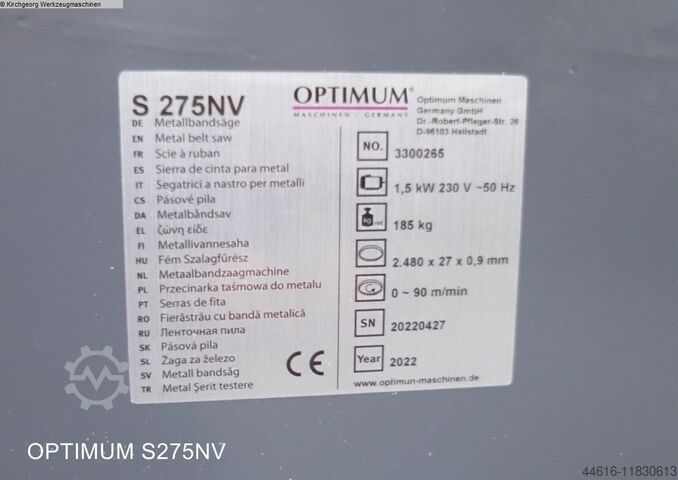 © Kirchgeorg Werkzeugmaschinen
S 275NV
OPTIMUM®
MASCHINEN - GERMANY
Optimum Maschinen
Germany GmbH
Dr.-Robert-Pfleger-Str. 26
D-96103 Hallstadt
DE Metallbandsäge
EN Metal belt saw
FR Scie à ruban
ES Sierra de cinta para metal
IT Segatrici a nastro per metalli
CS Pásové pila
DA Metalbåndsav
EL ζώνη είδε
FI Metallivannesaha
HU Fém Szalagfűrész
NL Metaalbandzaagmachine
PL Przecinarka taśmowa do metalu
PT Serras de fita
RO Fierăstrău cu bandă metalică
RU Ленточная пила
SK Pásová pila
SL Žaga za železo
SV Metall bandsåg
TR Metal Şerit testere
NO. 3300265
1,5 kW 230 V ~50 Hz
kg net 185 kg
2.480 x 27 x 0,9 mm
0 ~ 90 m/min
SN 20220427
Year 2022
CE
www.optimun-maschinen.de
OPTIMUM S275NV
44616-11830613